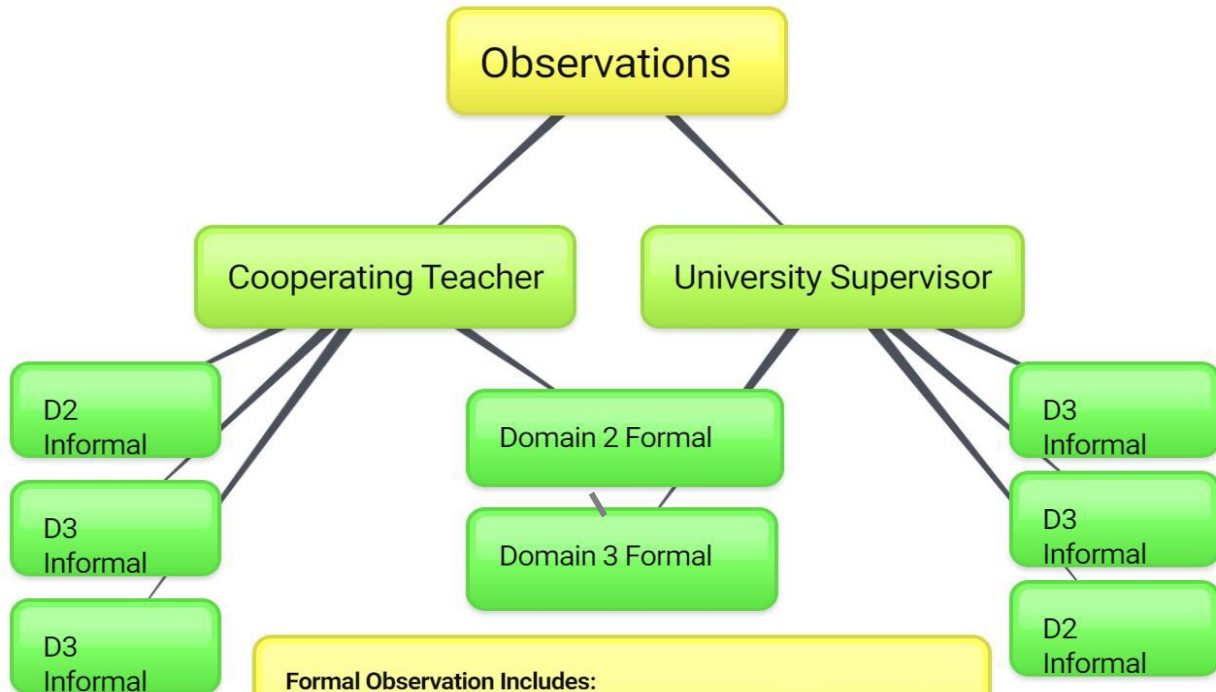 Observations
Cooperating Teacher
University Supervisor
D2
Informal
D3
Informal
D3
Informal
Domain 2 Formal
Domain 3 Formal
D3
Informal
D3
Informal
D2
Informal
Formal Observation Includes: